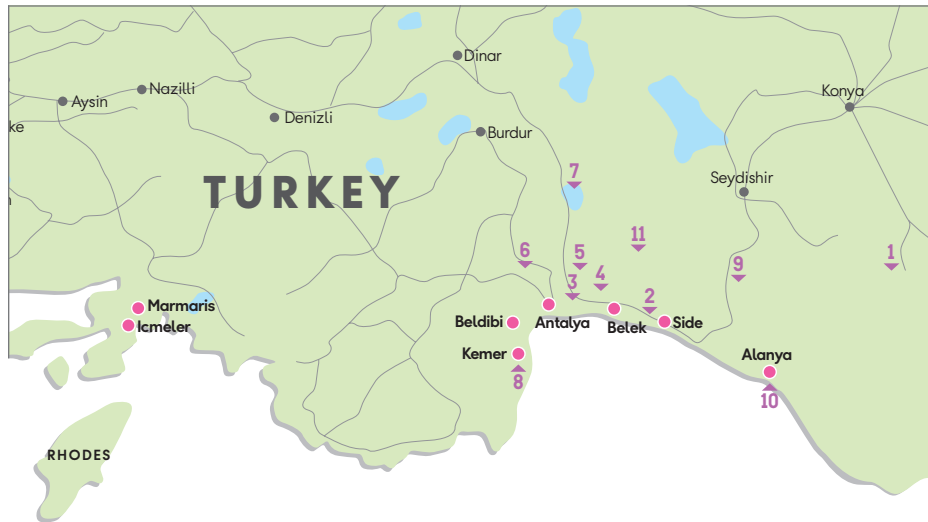 Dinar
Nazilli
Konya
Aysin
Denizli
ke
Burdur
7
Seydishir
TURKEY
11
6
5
9
1
4
3
2
Marmaris
Icmeler
Beldibi
Antalya
Belek
Side
Kemer
Alanya
8
10
RHODES